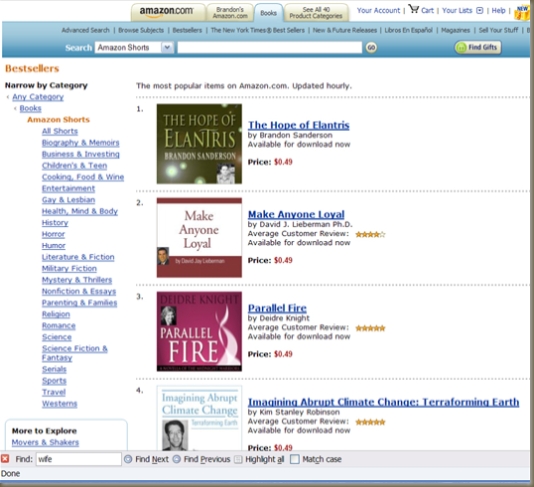 amazon.com
Brandon's Amazon.com
Books
See All 40 Product Categories
Your Account | Cart | Your Lists | Help |
NEW
Advanced Search | Browse Subjects | Bestsellers | The New York Times® Best Sellers | New & Future Releases | Libros En Español | Magazines | Sell Your Stuff |
Search Amazon Shorts GO Find Gifts
Bestsellers
Narrow by Category
‹ Any Category
‹ Books
Amazon Shorts
All Shorts
Biography & Memoirs
Business & Investing
Children's & Teen
Cooking, Food & Wine
Entertainment
Gay & Lesbian
Health, Mind & Body
History
Horror
Humor
Literature & Fiction
Military Fiction
Mystery & Thrillers
Nonfiction & Essays
Parenting & Families
Religion
Romance
Science
Science Fiction &
Fantasy
Serials
Sports
Travel
Westerns
More to Explore
Movers & Shakers
The most popular items on Amazon.com. Updated hourly.
1.
THE HOPE OF
ELANTRIS
BRANDON SANDERSON
The Hope of Elantris
by Brandon Sanderson
Available for download now
Price: $0.49
2.
Make
Anyone
Loyal
by David Jay Lieberman
Make Anyone Loyal
by David J. Lieberman Ph.D.
Average Customer Review:
Available for download now
Price: $0.49
3.
DEIDRE KNIGHT
PARALLEL
FIRE
Parallel Fire
by Deidre Knight
Average Customer Review:
Available for download now
Price: $0.49
4.
Imagining Abrupt
Climate Change
Terraforming Earth
Imagining Abrupt Climate Change: Terraforming Earth
by Kim Stanley Robinson
Average Customer Review:
Available for download now
Price: $0.49
Find: wife Find Next Find Previous Highlight all Match case
Done